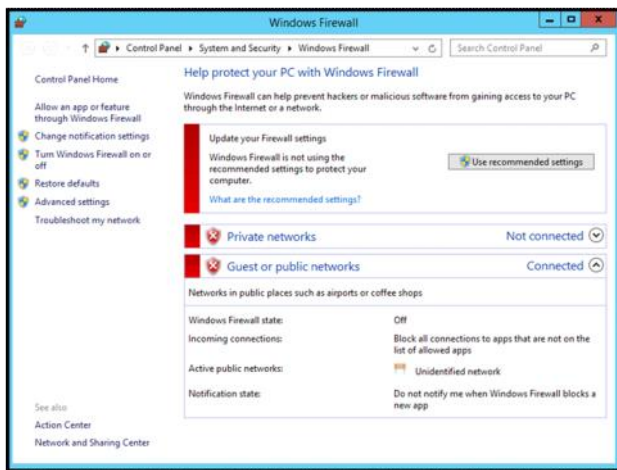 Windows Firewall
Control Panel ▸ System and Security ▸ Windows Firewall
Search Control Panel
Control Panel Home
Allow an app or feature
through Windows Firewall
Change notification settings
Turn Windows Firewall on or
off
Restore defaults
Advanced settings
Troubleshoot my network
See also
Action Center
Network and Sharing Center
Help protect your PC with Windows Firewall
Windows Firewall can help prevent hackers or malicious software from gaining access to your PC
through the Internet or a network.
Update your Firewall settings
Windows Firewall is not using the
recommended settings to protect your
computer.
What are the recommended settings?
Use recommended settings
Private networks Not connected
Guest or public networks Connected
Networks in public places such as airports or coffee shops
Windows Firewall state: Off
Incoming connections: Block all connections to apps that are not on the
list of allowed apps
Active public networks: Unidentified network
Notification state: Do not notify me when Windows Firewall blocks a
new app